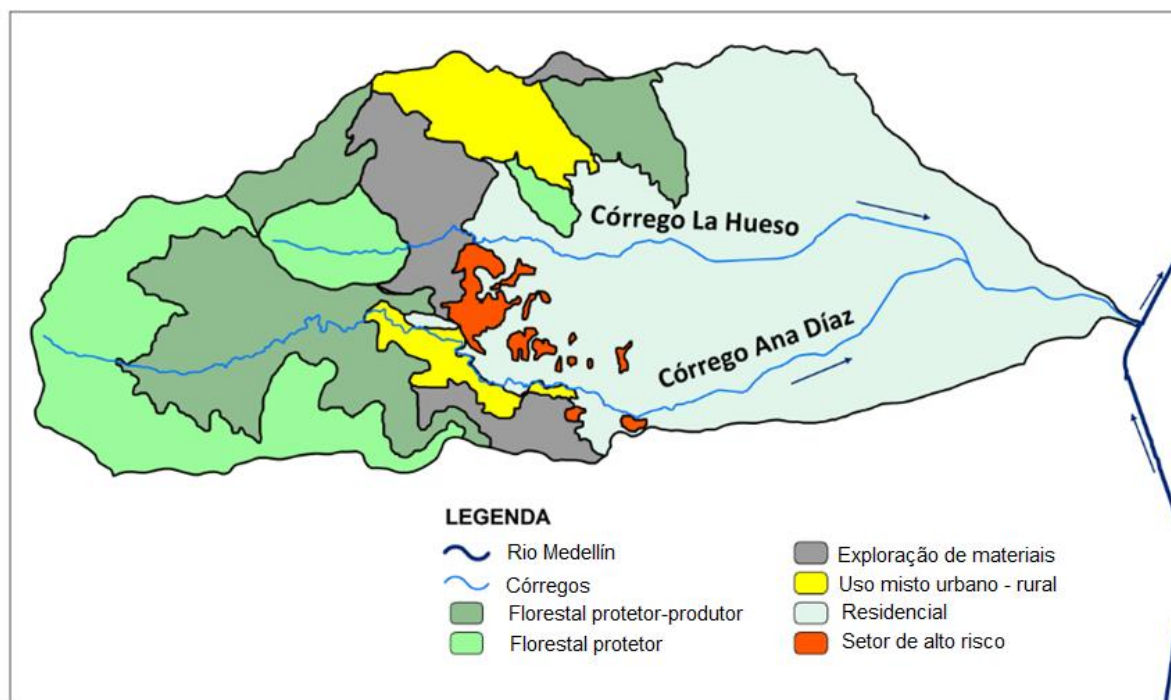 Córrego La Hueso
Córrego Ana Díaz
LEGENDA
Rio Medellín
Córregos
Florestal protetor-produtor
Florestal protetor
Exploração de materiais
Uso misto urbano - rural
Residencial
Setor de alto risco